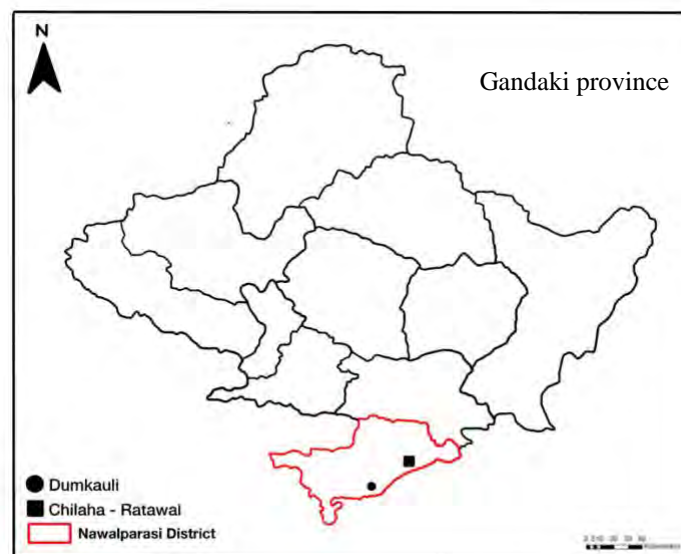 N
Gandaki province
Dumkauli
Chilaha - Ratawal
Nawalparasi District